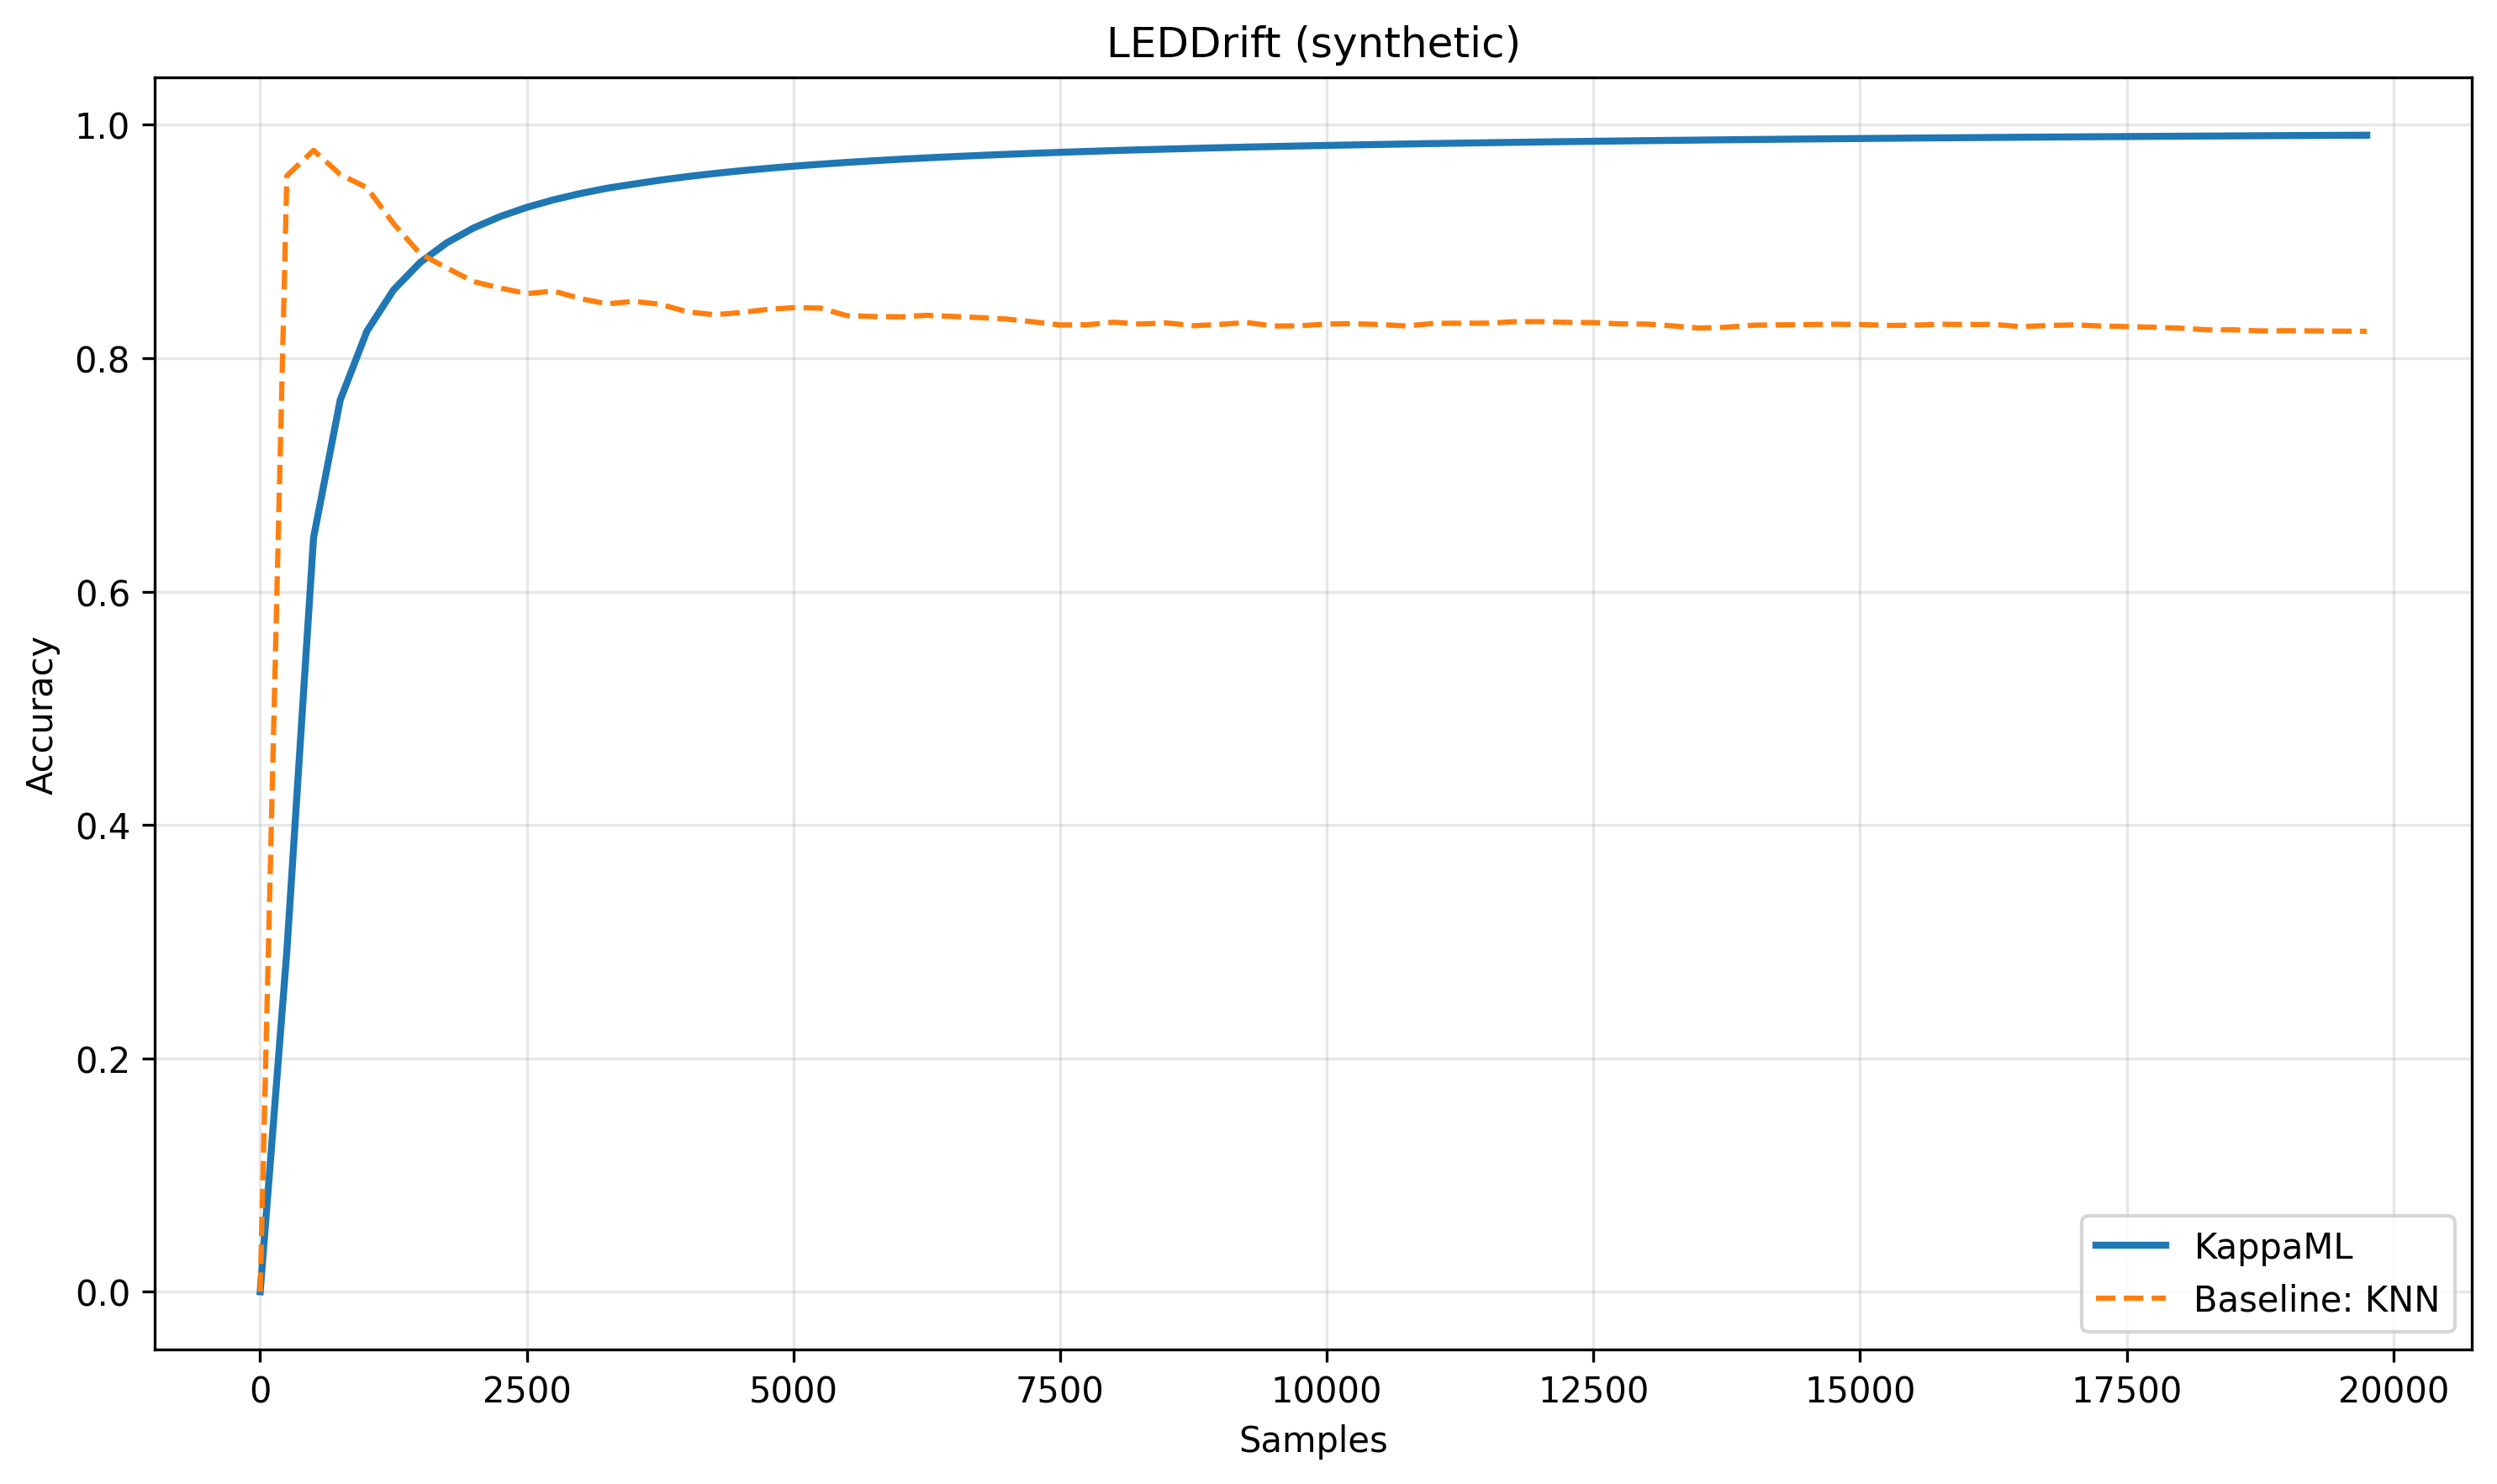 LEDDrift (synthetic)
1.0
0.8
0.6
0.4
0.2
0.0
Accuracy
0 2500 5000 7500 10000 12500 15000 17500 20000
Samples
KappaML
Baseline: KNN